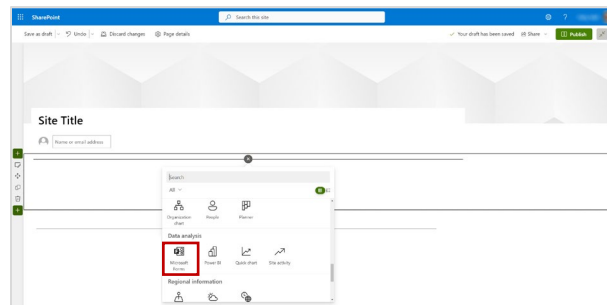 SharePoint
Search this site
?
Save as draft
Undo
Discard changes
Page details
Your draft has been saved
Share
Publish
Site Title
Name or email address
Search
All
Organization chart
People
Planner
Data analysis
Microsoft Forms
Power BI
Quick chart
Site activity
Regional information